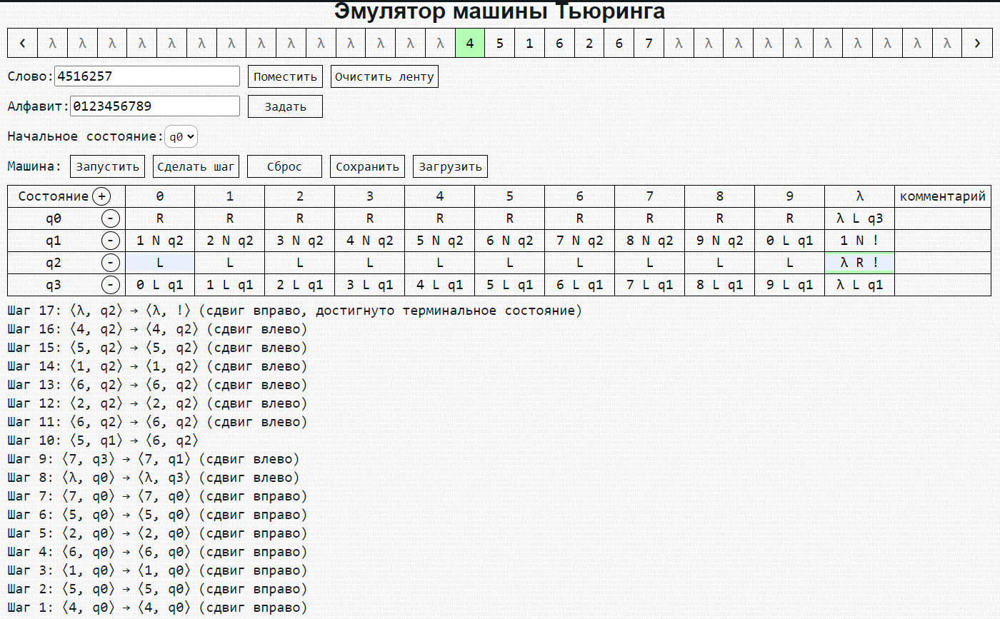 Эмулятор машины Тьюринга
< λ λ λ λ λ λ λ λ λ λ λ λ λ λ 4 5 1 6 2 6 7 λ λ λ λ λ λ λ λ λ λ >
Слово: 4516257 Поместить Очистить ленту
Алфавит: 0123456789 Задать
Начальное состояние: q0
Машина: Запустить Сделать шаг Сброс Сохранить Загрузить
Состояние + 0 1 2 3 4 5 6 7 8 9 λ комментарий
q0 - R R R R R R R R R R λ L q3
q1 - 1 N q2 2 N q2 3 N q2 4 N q2 5 N q2 6 N q2 7 N q2 8 N q2 9 N q2 0 L q1 1 N !
q2 - L L L L L L L L L L λ R !
q3 - 0 L q1 1 L q1 2 L q1 3 L q1 4 L q1 5 L q1 6 L q1 7 L q1 8 L q1 9 L q1 λ L q1
Шаг 17: ⟨λ, q2⟩ → ⟨λ, !⟩ (сдвиг вправо, достигнуто терминальное состояние)
Шаг 16: ⟨4, q2⟩ → ⟨4, q2⟩ (сдвиг влево)
Шаг 15: ⟨5, q2⟩ → ⟨5, q2⟩ (сдвиг влево)
Шаг 14: ⟨1, q2⟩ → ⟨1, q2⟩ (сдвиг влево)
Шаг 13: ⟨6, q2⟩ → ⟨6, q2⟩ (сдвиг влево)
Шаг 12: ⟨2, q2⟩ → ⟨2, q2⟩ (сдвиг влево)
Шаг 11: ⟨6, q2⟩ → ⟨6, q2⟩ (сдвиг влево)
Шаг 10: ⟨5, q1⟩ → ⟨6, q2⟩
Шаг 9: ⟨7, q3⟩ → ⟨7, q1⟩ (сдвиг влево)
Шаг 8: ⟨λ, q0⟩ → ⟨λ, q3⟩ (сдвиг влево)
Шаг 7: ⟨7, q0⟩ → ⟨7, q0⟩ (сдвиг вправо)
Шаг 6: ⟨5, q0⟩ → ⟨5, q0⟩ (сдвиг вправо)
Шаг 5: ⟨2, q0⟩ → ⟨2, q0⟩ (сдвиг вправо)
Шаг 4: ⟨6, q0⟩ → ⟨6, q0⟩ (сдвиг вправо)
Шаг 3: ⟨1, q0⟩ → ⟨1, q0⟩ (сдвиг вправо)
Шаг 2: ⟨5, q0⟩ → ⟨5, q0⟩ (сдвиг вправо)
Шаг 1: ⟨4, q0⟩ → ⟨4, q0⟩ (сдвиг вправо)